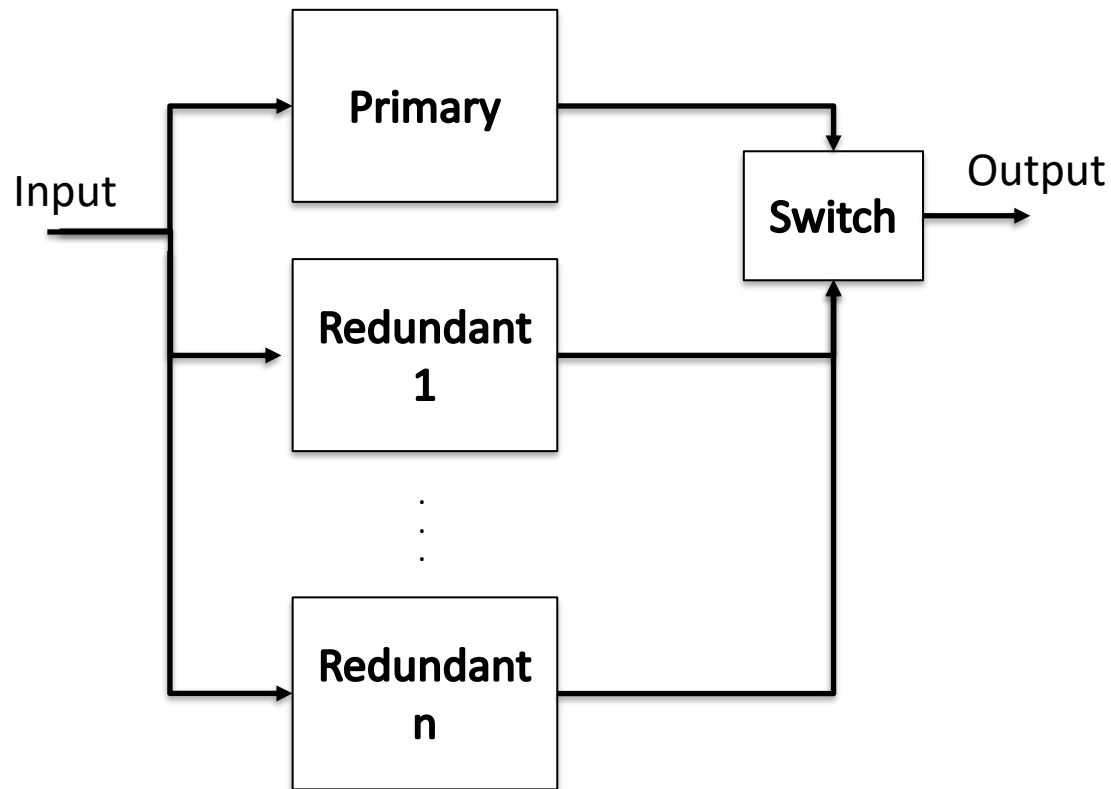 Primary
Input
Output
Switch
Redundant
1
.
.
.
Redundant
n